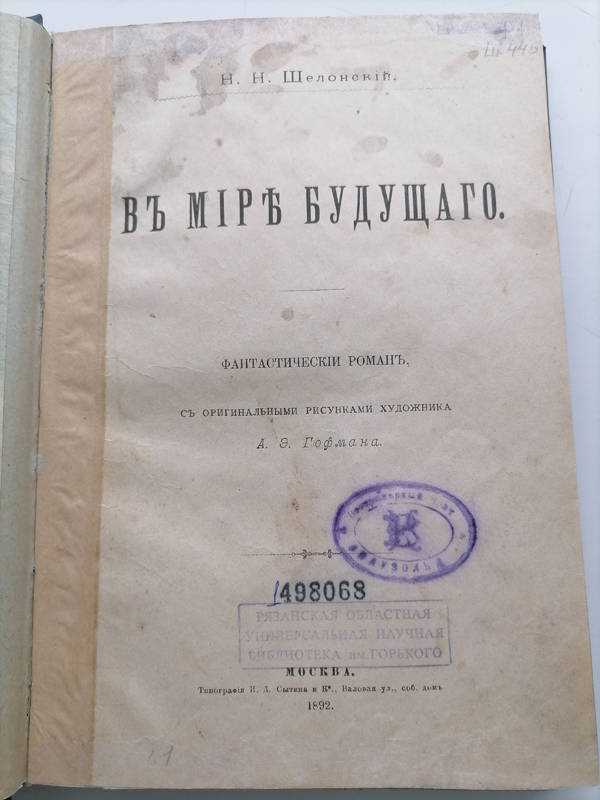 Ш 445
Н. Н. Шелонскій.
ВЪ МІРѢ БУДУЩАГО.
ФАНТАСТИЧЕСКІЙ РОМАНЪ,
СЪ ОРИГИНАЛЬНЫМИ РИСУНКАМИ ХУДОЖНИКА
А. Э. Гофмана.
498068
РЯЗАНСКАЯ ОБЛАСТНАЯ
УНИВЕРСАЛЬНАЯ НАУЧНАЯ
БИБЛИОТЕКА им. ГОРЬКОГО
МОСКВА.
Типографія И. Д. Сытина и Кº., Валовая ул., соб. домъ
1892.